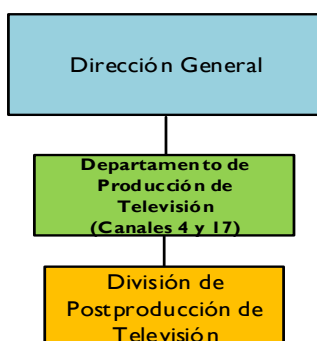 Dirección General
Departamento de
Producción de
Televisión
(Canales 4 y 17)
División de
Postproducción de
Televisión